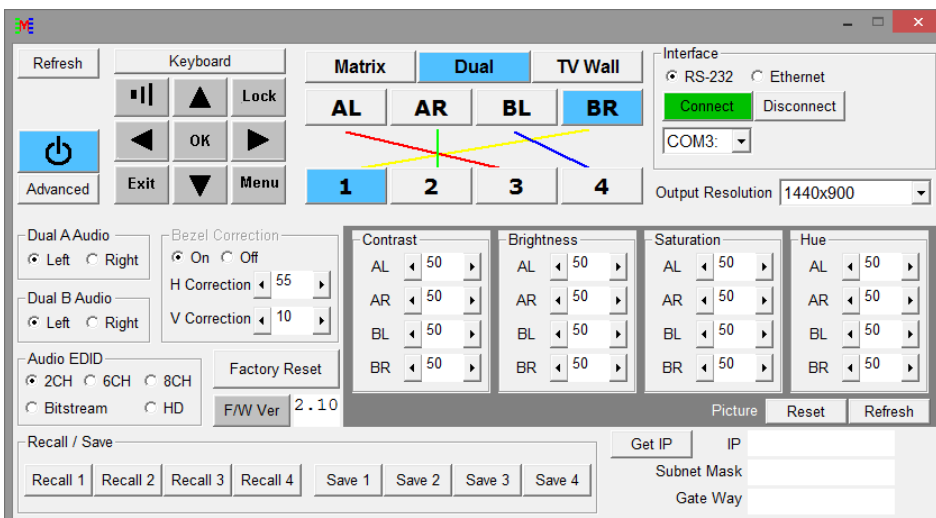 M
Refresh
Keyboard
Lock
OK
Exit
Menu
Advanced
Matrix Dual TV Wall
AL AR BL BR
1 2 3 4
Interface
RS-232 Ethernet
Connect Disconnect
COM3:
Output Resolution 1440x900
Dual A Audio
Left Right
Dual B Audio
Left Right
Bezel Correction
On Off
H Correction 55
V Correction 10
Audio EDID
2CH 6CH 8CH
Bitstream HD
Factory Reset
F/W Ver 2.10
Contrast
AL 50
AR 50
BL 50
BR 50
Brightness
AL 50
AR 50
BL 50
BR 50
Saturation
AL 50
AR 50
BL 50
BR 50
Hue
AL 50
AR 50
BL 50
BR 50
Picture Reset Refresh
Recall / Save
Recall 1 Recall 2 Recall 3 Recall 4 Save 1 Save 2 Save 3 Save 4
Get IP IP
Subnet Mask
Gate Way